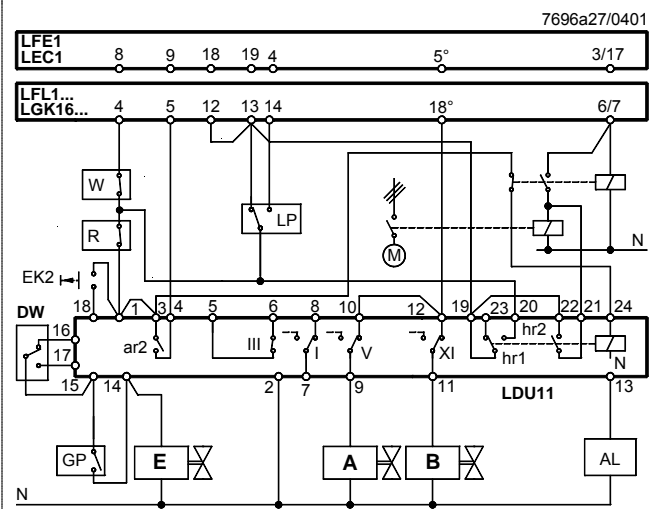 7696a27/0401
LFE1
LEC1
8 9 18 19 4 5° 3/17
LFL1...
LGK16...
4 5 12 13 14 18° 6/7
W
R
LP
M
N
EK2
18 1 3 4 5 6 8 10 12 19 23 20 22 21 24
DW
16
17
ar2 III I V XI hr1 hr2 N
15 14 2 7 9 11 13
LDU11
GP E A B AL
N